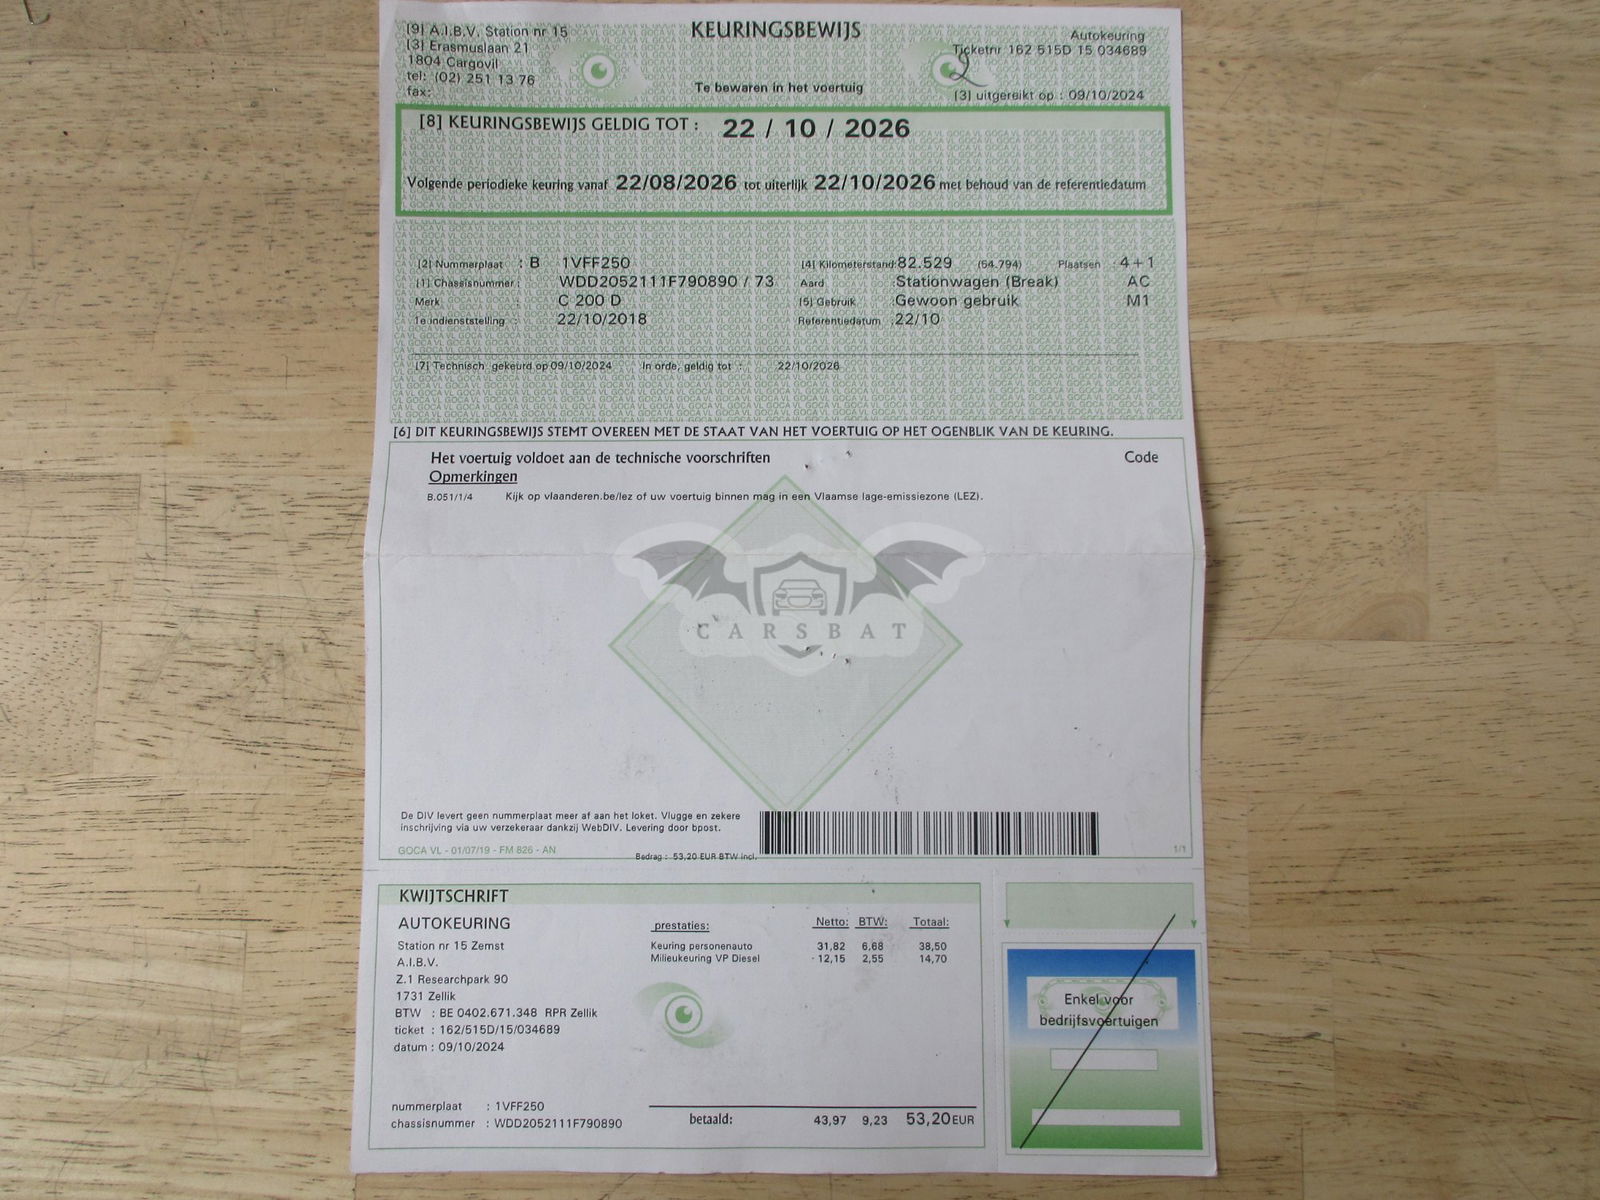 KEURINGSBEWIJS
Te bewaren in het voertuig
[9] A.I.B.V. Station nr 15
[3] Erasmuslaan 21
1804 Cargovil
tel: (02) 251 13 76
fax:
Autokeuring
Ticketnr 162 515D 15 034689
[3] uitgereikt op : 09/10/2024
[8] KEURINGSBEWIJS GELDIG TOT : 22 / 10 / 2026
Volgende periodieke keuring vanaf 22/08/2026 tot uiterlijk 22/10/2026 met behoud van de referentiedatum
[2] Nummerplaat : B 1VFF250
[1] Chassisnummer : WDD2052111F790890 / 73
Merk C 200 D
1e indienststelling : 22/10/2018
[4] Kilometerstand: 82.529 (54.794) Plaatsen : 4+1
Aard : Stationwagen (Break) AC
[5] Gebruik : Gewoon gebruik M1
Referentiedatum : 22/10
[7] Technisch gekeurd op 09/10/2024 In orde, geldig tot : 22/10/2026
[6] DIT KEURINGSBEWIJS STEMT OVEREEN MET DE STAAT VAN HET VOERTUIG OP HET OGENBLIK VAN DE KEURING.
Het voertuig voldoet aan de technische voorschriften Code
Opmerkingen
B.051/1/4 Kijk op vlaanderen.be/lez of uw voertuig binnen mag in een Vlaamse lage-emissiezone (LEZ).
CARSBAT
De DIV levert geen nummerplaat meer af aan het loket. Vlugge en zekere
inschrijving via uw verzekeraar dankzij WebDIV. Levering door bpost.
GOCA VL - 01/07/19 - FM 826 - AN
Bedrag : 53,20 EUR BTW incl.
1/1
KWIJTSCHRIFT
AUTOKEURING
Station nr 15 Zemst
A.I.B.V.
Z.1 Researchpark 90
1731 Zellik
BTW : BE 0402.671.348 RPR Zellik
ticket : 162/515D/15/034689
datum : 09/10/2024
prestaties: Netto: BTW: Totaal:
Keuring personenauto 31,82 6,68 38,50
Milieukeuring VP Diesel 12,15 2,55 14,70
nummerplaat : 1VFF250
chassisnummer : WDD2052111F790890
betaald: 43,97 9,23 53,20 EUR
Enkel voor
bedrijfsvoertuigen